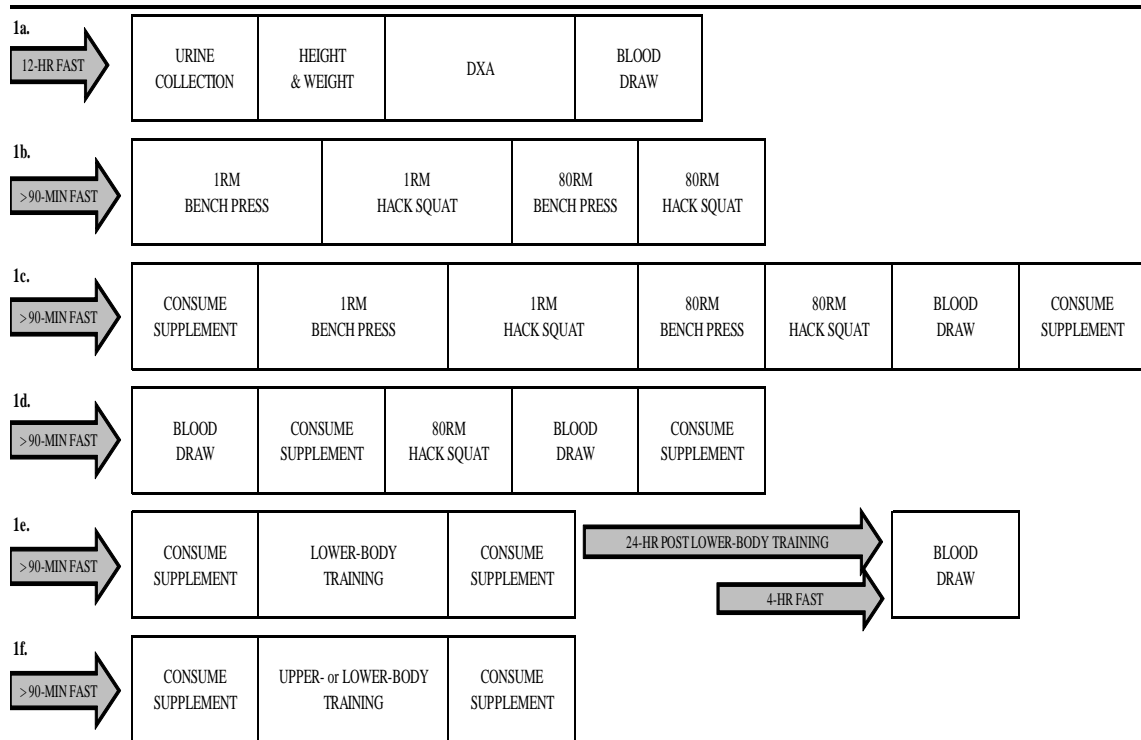 1a.
12-HR FAST
URINE
COLLECTION
HEIGHT
& WEIGHT
DXA
BLOOD
DRAW
1b.
>90-MIN FAST
1RM
BENCH PRESS
1RM
HACK SQUAT
80RM
BENCH PRESS
80RM
HACK SQUAT
1c.
>90-MIN FAST
CONSUME
SUPPLEMENT
1RM
BENCH PRESS
1RM
HACK SQUAT
80RM
BENCH PRESS
80RM
HACK SQUAT
BLOOD
DRAW
CONSUME
SUPPLEMENT
1d.
>90-MIN FAST
BLOOD
DRAW
CONSUME
SUPPLEMENT
80RM
HACK SQUAT
BLOOD
DRAW
CONSUME
SUPPLEMENT
1e.
>90-MIN FAST
CONSUME
SUPPLEMENT
LOWER-BODY
TRAINING
CONSUME
SUPPLEMENT
24-HR POST LOWER-BODY TRAINING
4-HR FAST
BLOOD
DRAW
1f.
>90-MIN FAST
CONSUME
SUPPLEMENT
UPPER- or LOWER-BODY
TRAINING
CONSUME
SUPPLEMENT